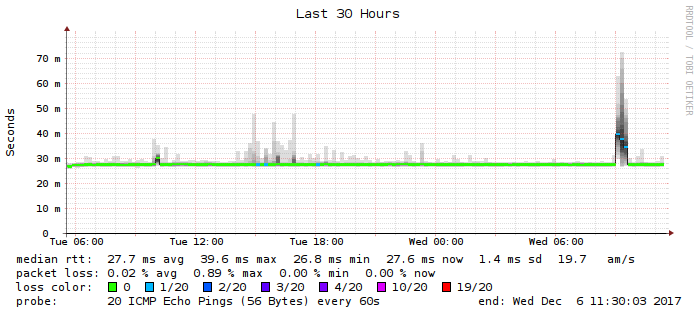 Last 30 Hours
RRDTOOL / TOBI OETIKER
Seconds
70 m
60 m
50 m
40 m
30 m
20 m
10 m
0
Tue 06:00 Tue 12:00 Tue 18:00 Wed 00:00 Wed 06:00
median rtt: 27.7 ms avg 39.6 ms max 26.8 ms min 27.6 ms now 1.4 ms sd 19.7 am/s
packet loss: 0.02 % avg 0.89 % max 0.00 % min 0.00 % now
loss color: 0 1/20 2/20 3/20 4/20 10/20 19/20
probe: 20 ICMP Echo Pings (56 Bytes) every 60s end: Wed Dec 6 11:30:03 2017